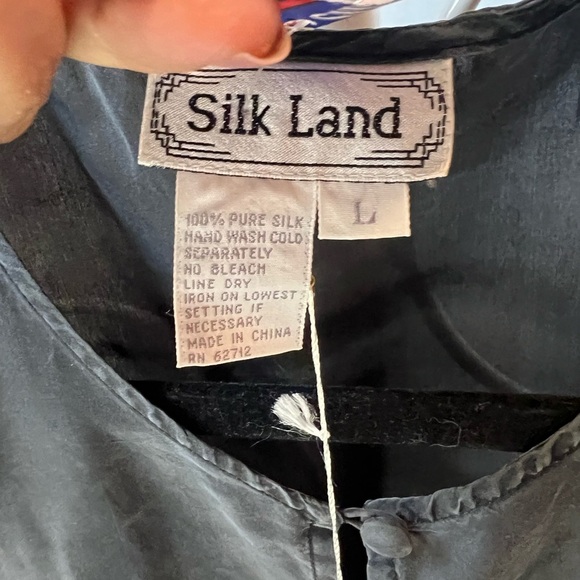 Silk Land
L
100% PURE SILK
HAND WASH COLD
SEPARATELY
NO BLEACH
LINE DRY
IRON ON LOWEST
SETTING IF
NECESSARY
MADE IN CHINA
RN 62712